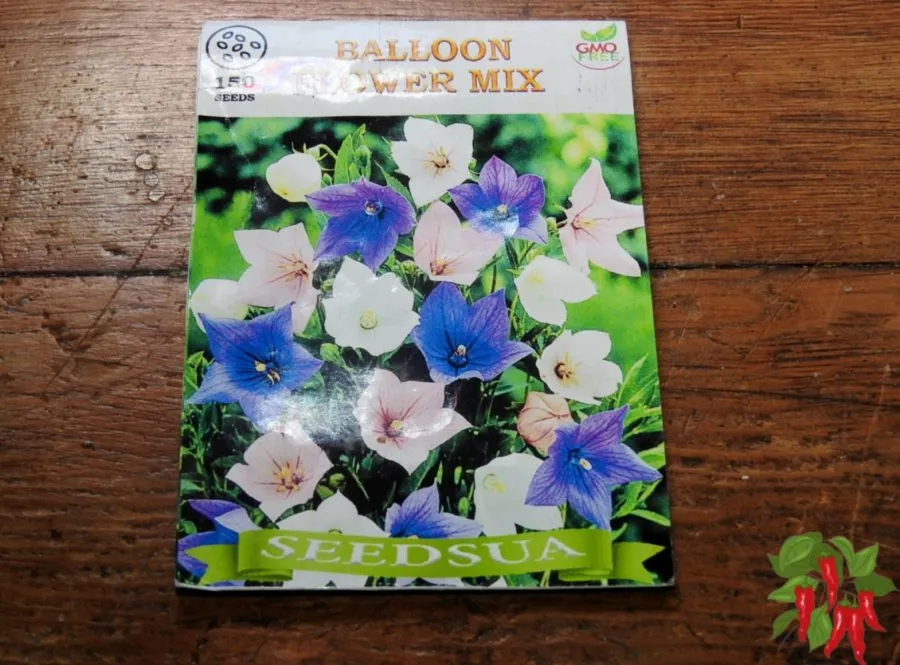 BALLOON
FLOWER MIX
150
SEEDS
GMO
FREE
SEEDSUA